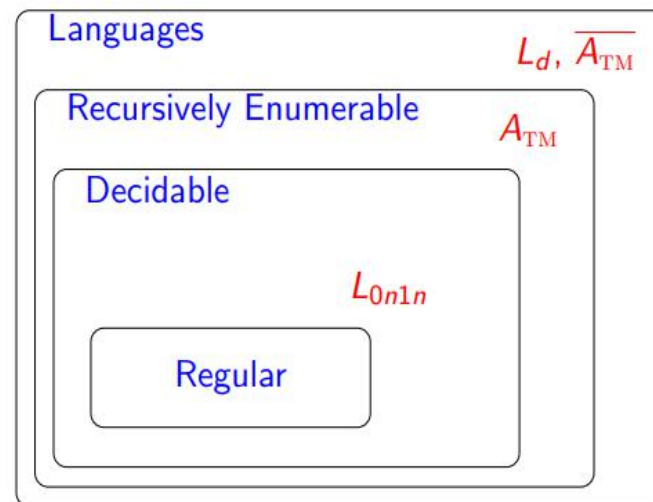 Languages
L_d, \overline{A_{TM}}
Recursively Enumerable
A_{TM}
Decidable
L_{0n1n}
Regular